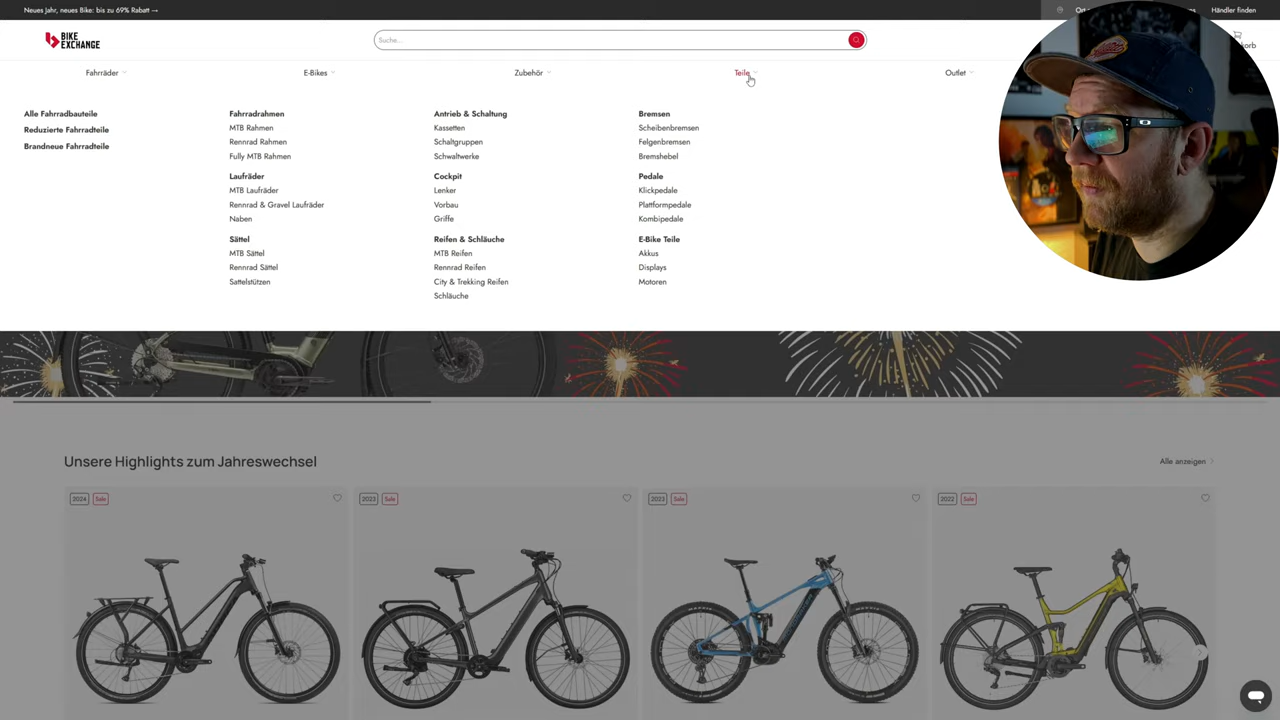 Neues Jahr, neues Bike: bis zu 69% Rabatt →
Händler finden
BIKE
EXCHANGE
Suche...
Fahrräder
E-Bikes
Zubehör
Teile
Outlet
Alle Fahrradbauteile
Reduzierte Fahrradteile
Brandneue Fahrradteile
Fahrradrahmen
MTB Rahmen
Rennrad Rahmen
Fully MTB Rahmen
Laufräder
MTB Laufräder
Rennrad & Gravel Laufräder
Naben
Sättel
MTB Sättel
Rennrad Sättel
Sattelstützen
Antrieb & Schaltung
Kassetten
Schaltgruppen
Schwaltwerke
Cockpit
Lenker
Vorbau
Griffe
Reifen & Schläuche
MTB Reifen
Rennrad Reifen
City & Trekking Reifen
Schläuche
Bremsen
Scheibenbremsen
Felgenbremsen
Bremshebel
Pedale
Klickpedale
Plattformpedale
Kombipedale
E-Bike Teile
Akkus
Displays
Motoren
Unsere Highlights zum Jahreswechsel
Alle anzeigen
2024 Sale
2023 Sale
2023 Sale
2022 Sale